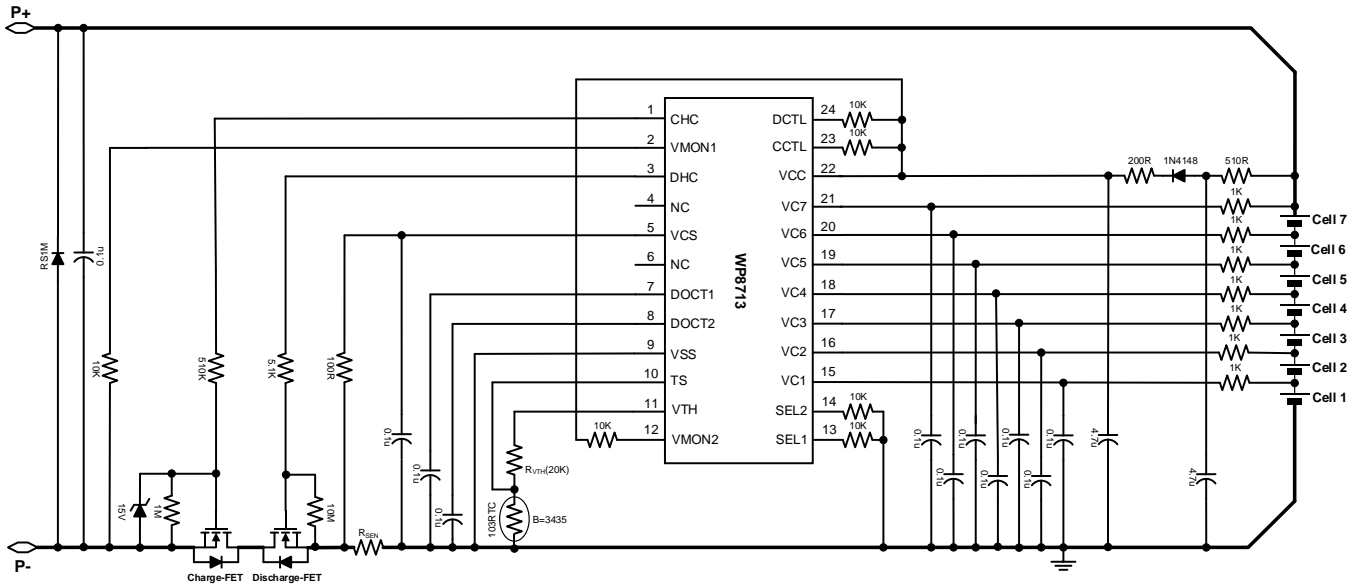 P+
RS1M
0.1u
10K
510K
5.1K
100R
0.1u
0.1u
0.1u
15V
1M
10M
P-
Charge-FET
Discharge-FET
RSEN
1
CHC
2
VMON1
3
DHC
4
NC
5
VCS
6
NC
7
DOCT1
8
DOCT2
9
VSS
10
TS
11
VTH
12
VMON2
10K
RVTH(20K)
103RTC
B=3435
WP8713
24
DCTL
10K
23
CCTL
10K
22
VCC
21
VC7
20
VC6
19
VC5
18
VC4
17
VC3
16
VC2
15
VC1
14
SEL2
10K
13
SEL1
10K
200R
1N4148
510R
1K
1K
1K
1K
1K
1K
1K
Cell 7
Cell 6
Cell 5
Cell 4
Cell 3
Cell 2
Cell 1
0.1u
0.1u
0.1u
0.1u
0.1u
0.1u
0.1u
4.7u
4.7u